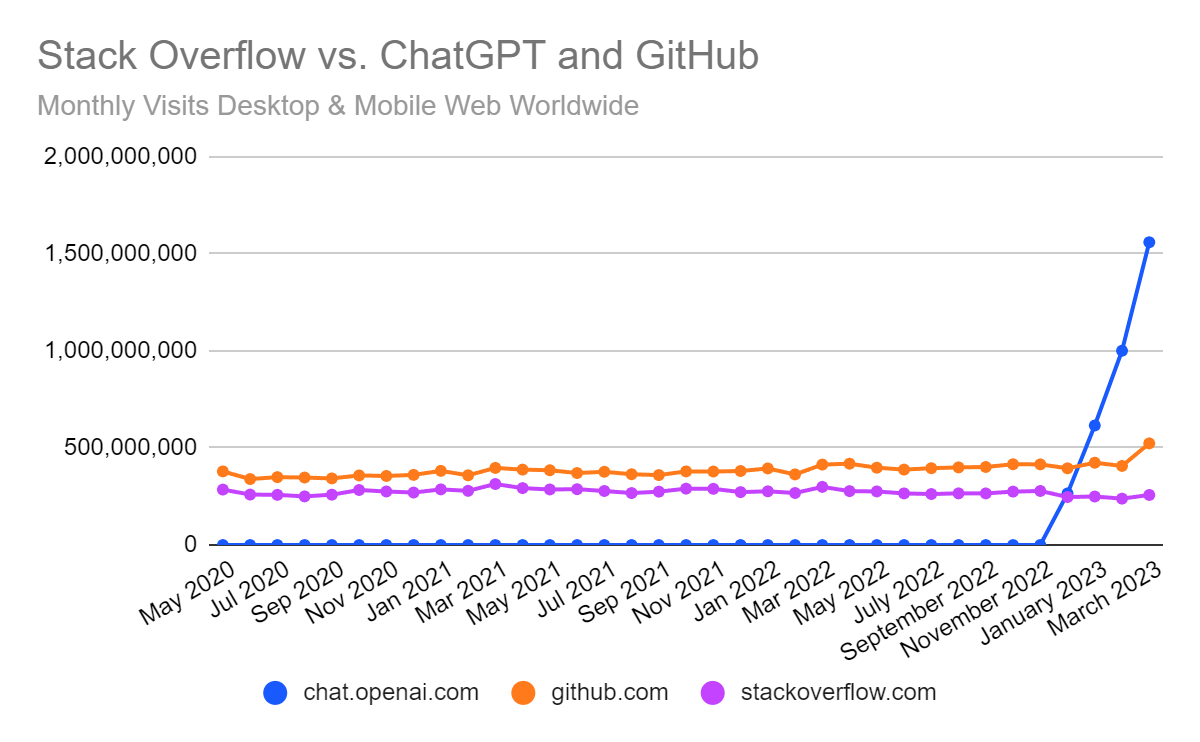 Stack Overflow vs. ChatGPT and GitHub
Monthly Visits Desktop & Mobile Web Worldwide
2,000,000,000
1,500,000,000
1,000,000,000
500,000,000
0
May 2020
Jul 2020
Sep 2020
Nov 2020
Jan 2021
Mar 2021
May 2021
Jul 2021
Sep 2021
Nov 2021
Jan 2022
Mar 2022
May 2022
July 2022
September 2022
November 2022
January 2023
March 2023
chat.openai.com
github.com
stackoverflow.com